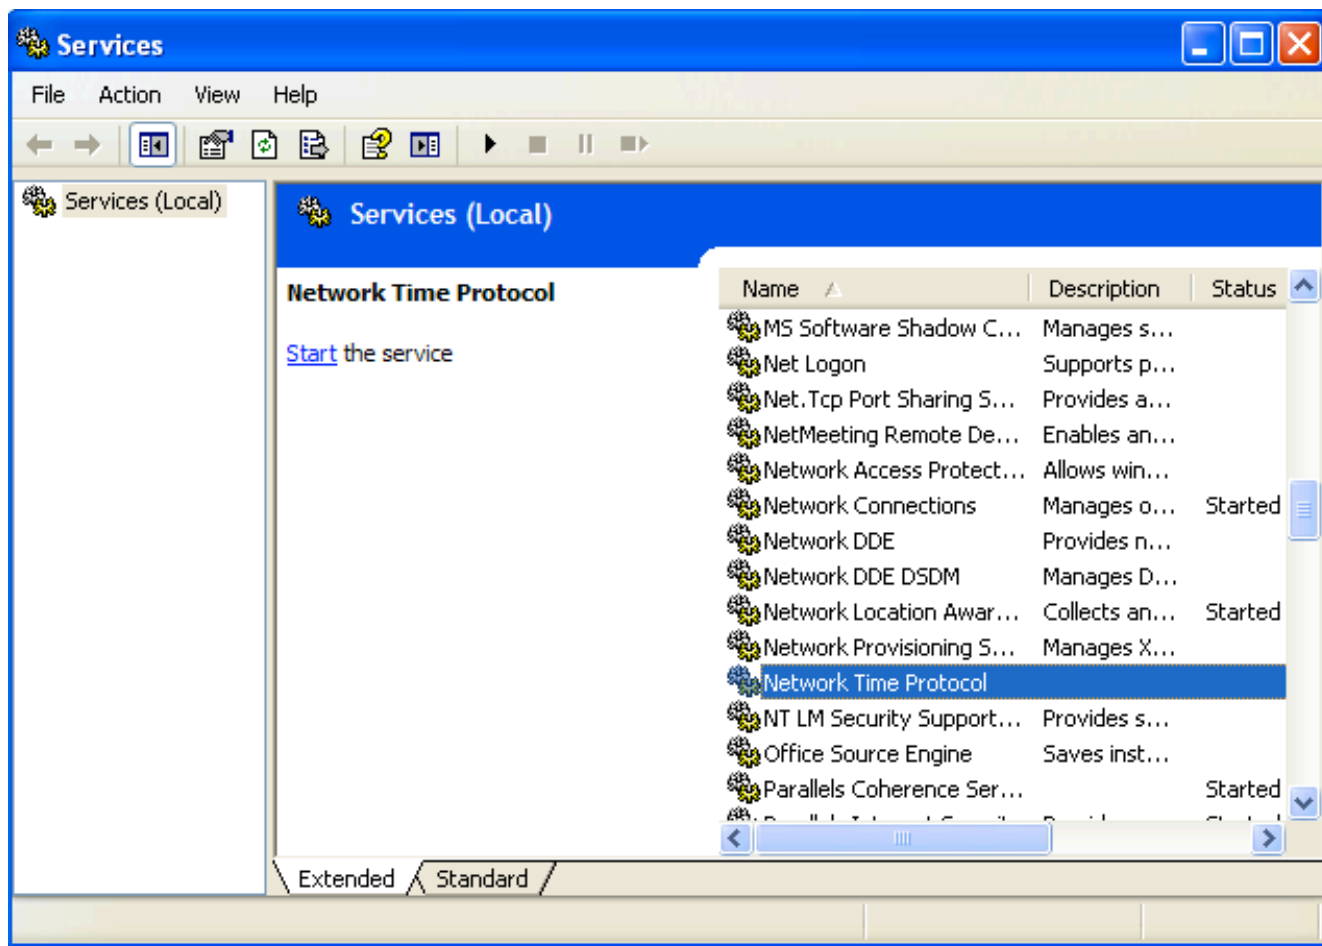 Services
File Action View Help
Services (Local)
Services (Local)
Network Time Protocol
Start the service
Name Description Status
MS Software Shadow C... Manages s...
Net Logon Supports p...
Net.Tcp Port Sharing S... Provides a...
NetMeeting Remote De... Enables an...
Network Access Protect... Allows win...
Network Connections Manages o... Started
Network DDE Provides n...
Network DDE DSDM Manages D...
Network Location Awar... Collects an... Started
Network Provisioning S... Manages X...
Network Time Protocol
NT LM Security Support... Provides s...
Office Source Engine Saves inst...
Parallels Coherence Ser... Started
Extended Standard